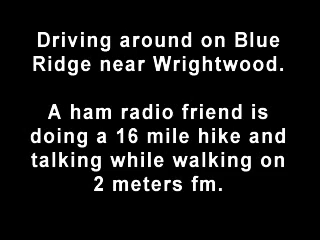 Driving around on Blue
Ridge near Wrightwood.
A ham radio friend is
doing a 16 mile hike and
talking while walking on
2 meters fm.